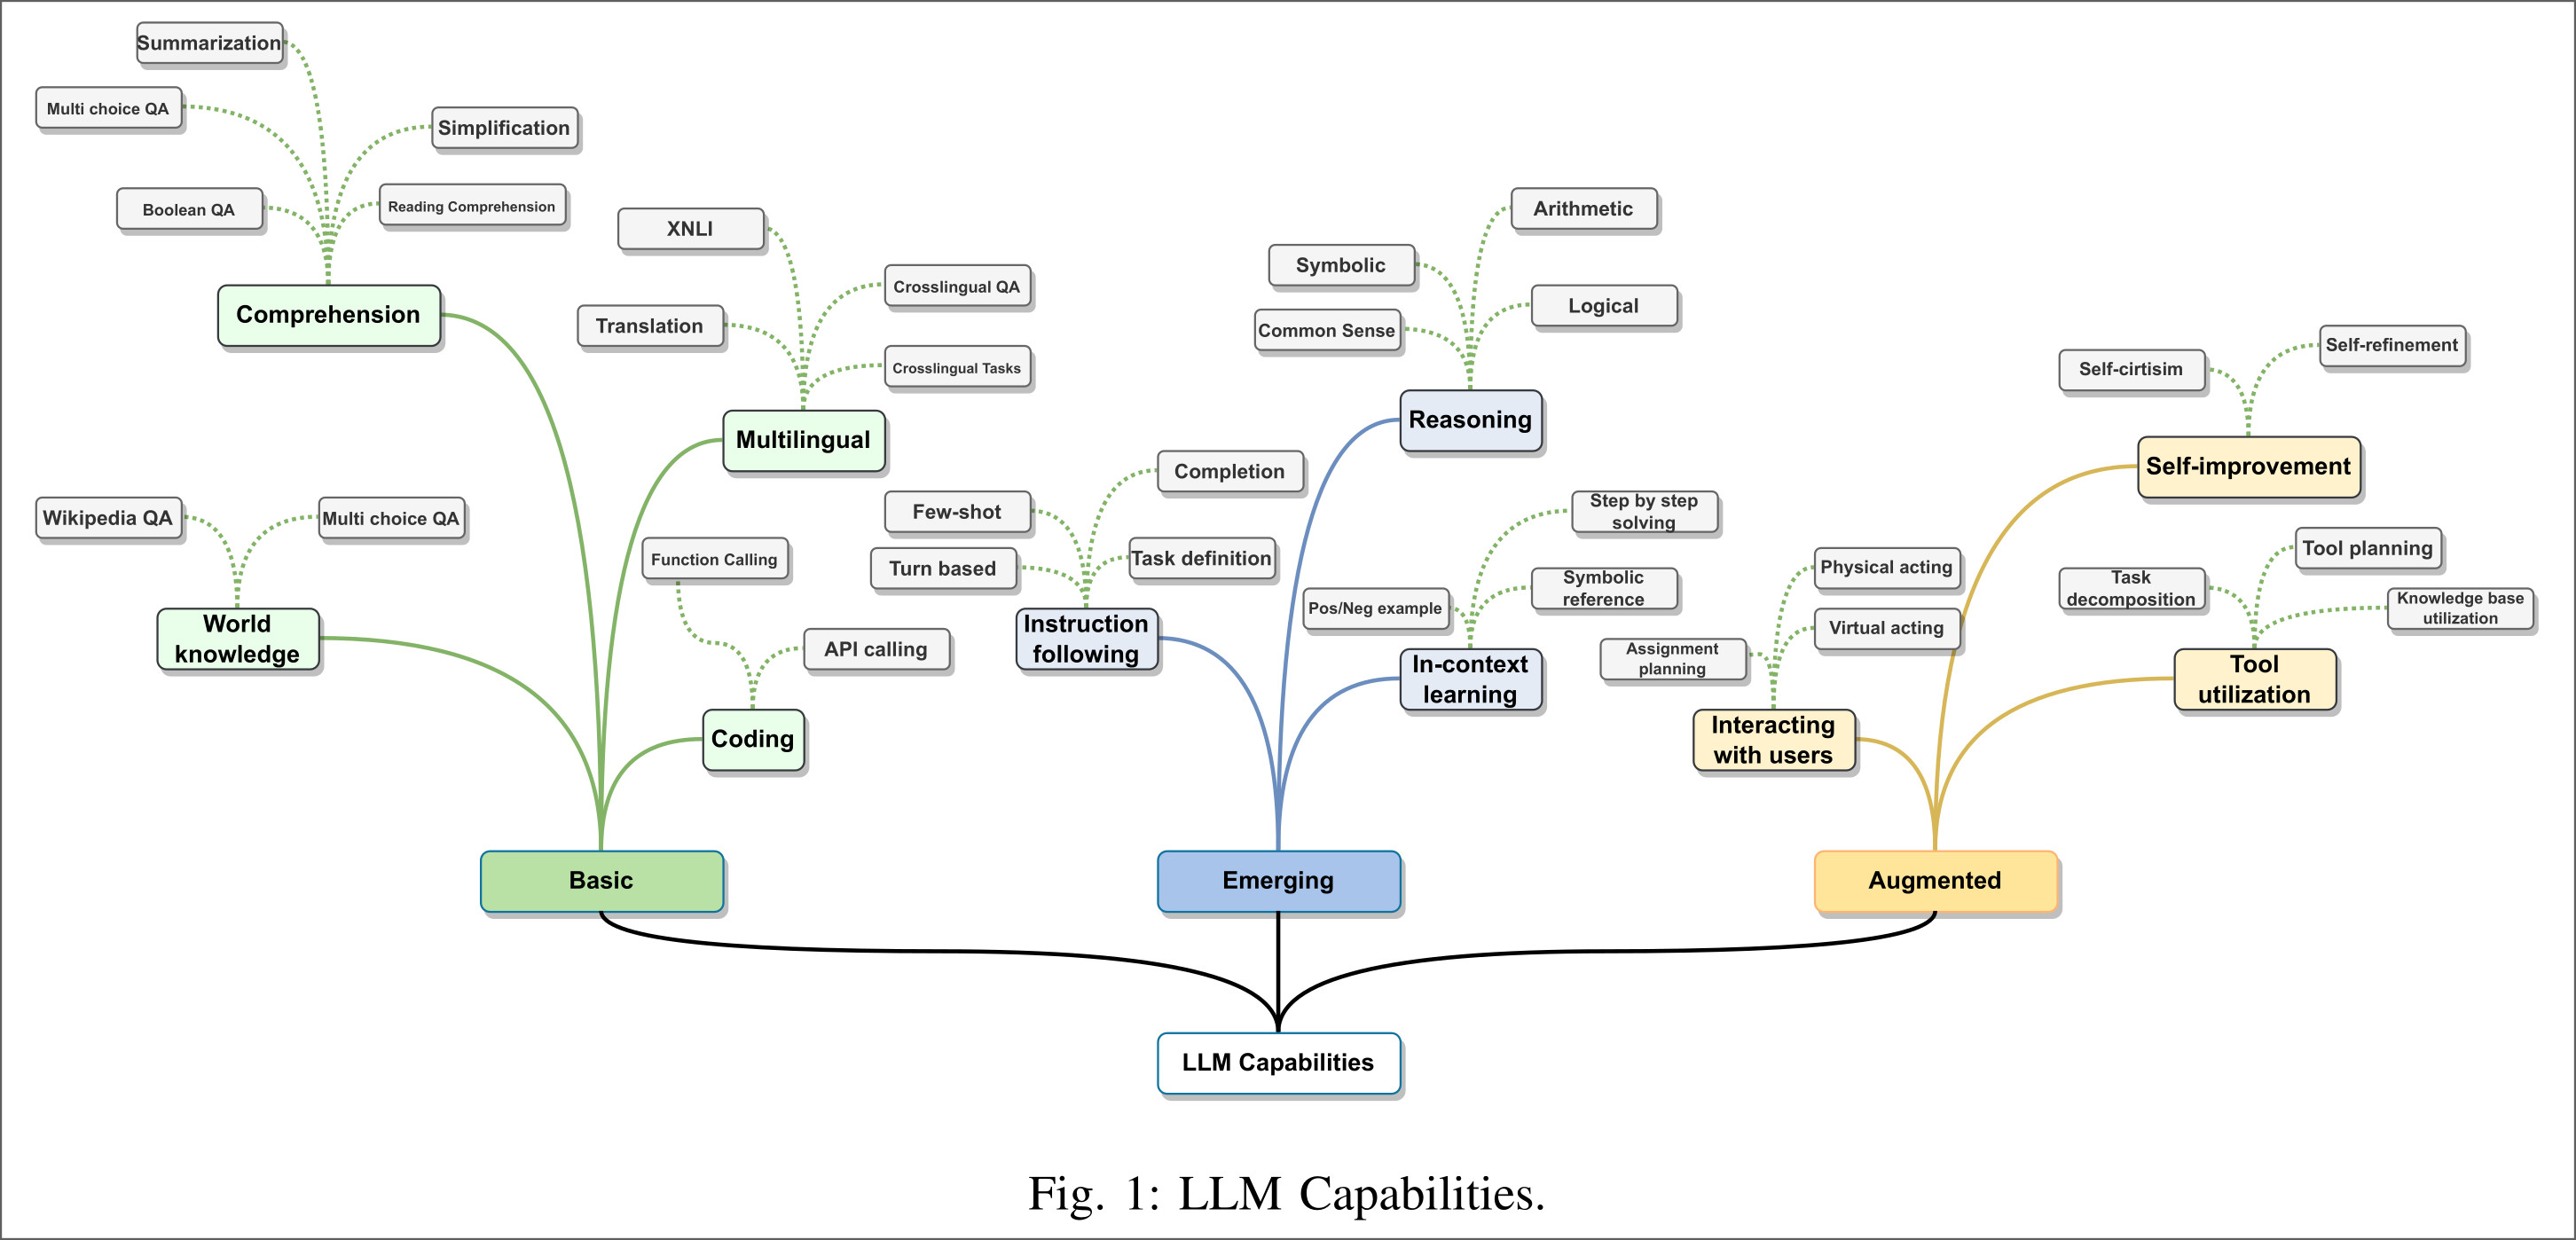 Summarization
Multi choice QA
Simplification
Boolean QA
Reading Comprehension
Comprehension
XNLI
Crosslingual QA
Translation
Crosslingual Tasks
Multilingual
Wikipedia QA
Multi choice QA
World
knowledge
Function Calling
API calling
Coding
Basic
Arithmetic
Symbolic
Logical
Common Sense
Reasoning
Completion
Few-shot
Task definition
Turn based
Instruction
following
Step by step
solving
Symbolic
reference
Pos/Neg example
In-context
learning
Emerging
Self-refinement
Self-cirtisim
Self-improvement
Tool planning
Task
decomposition
Knowledge base
utilization
Tool
utilization
Physical acting
Virtual acting
Assignment
planning
Interacting
with users
Augmented
LLM Capabilities
Fig. 1: LLM Capabilities.